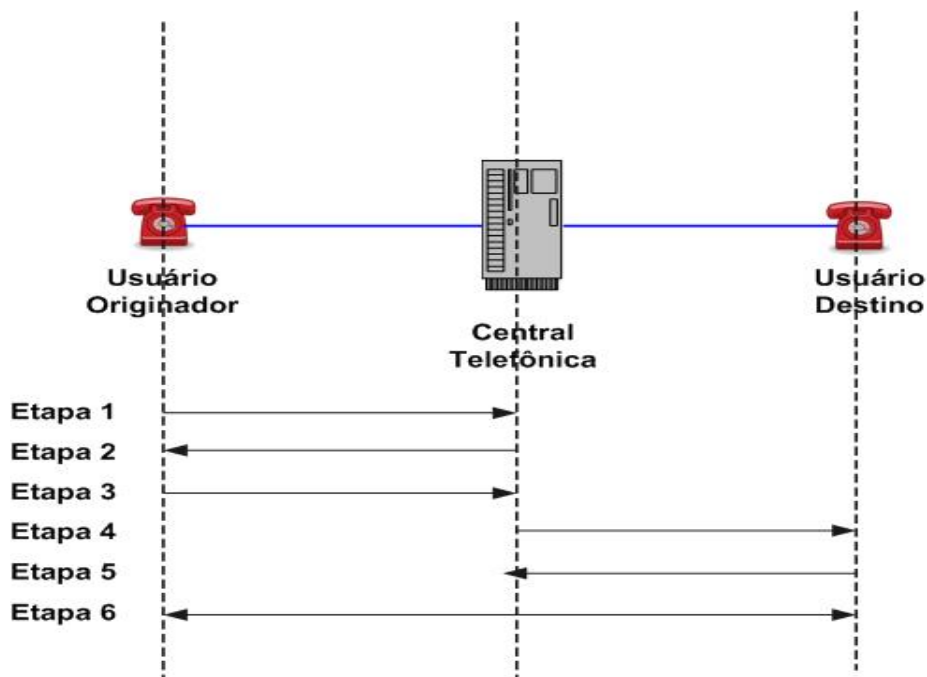 Usuário
Originador
Central
Telefônica
Usuário
Destino
Etapa 1
Etapa 2
Etapa 3
Etapa 4
Etapa 5
Etapa 6